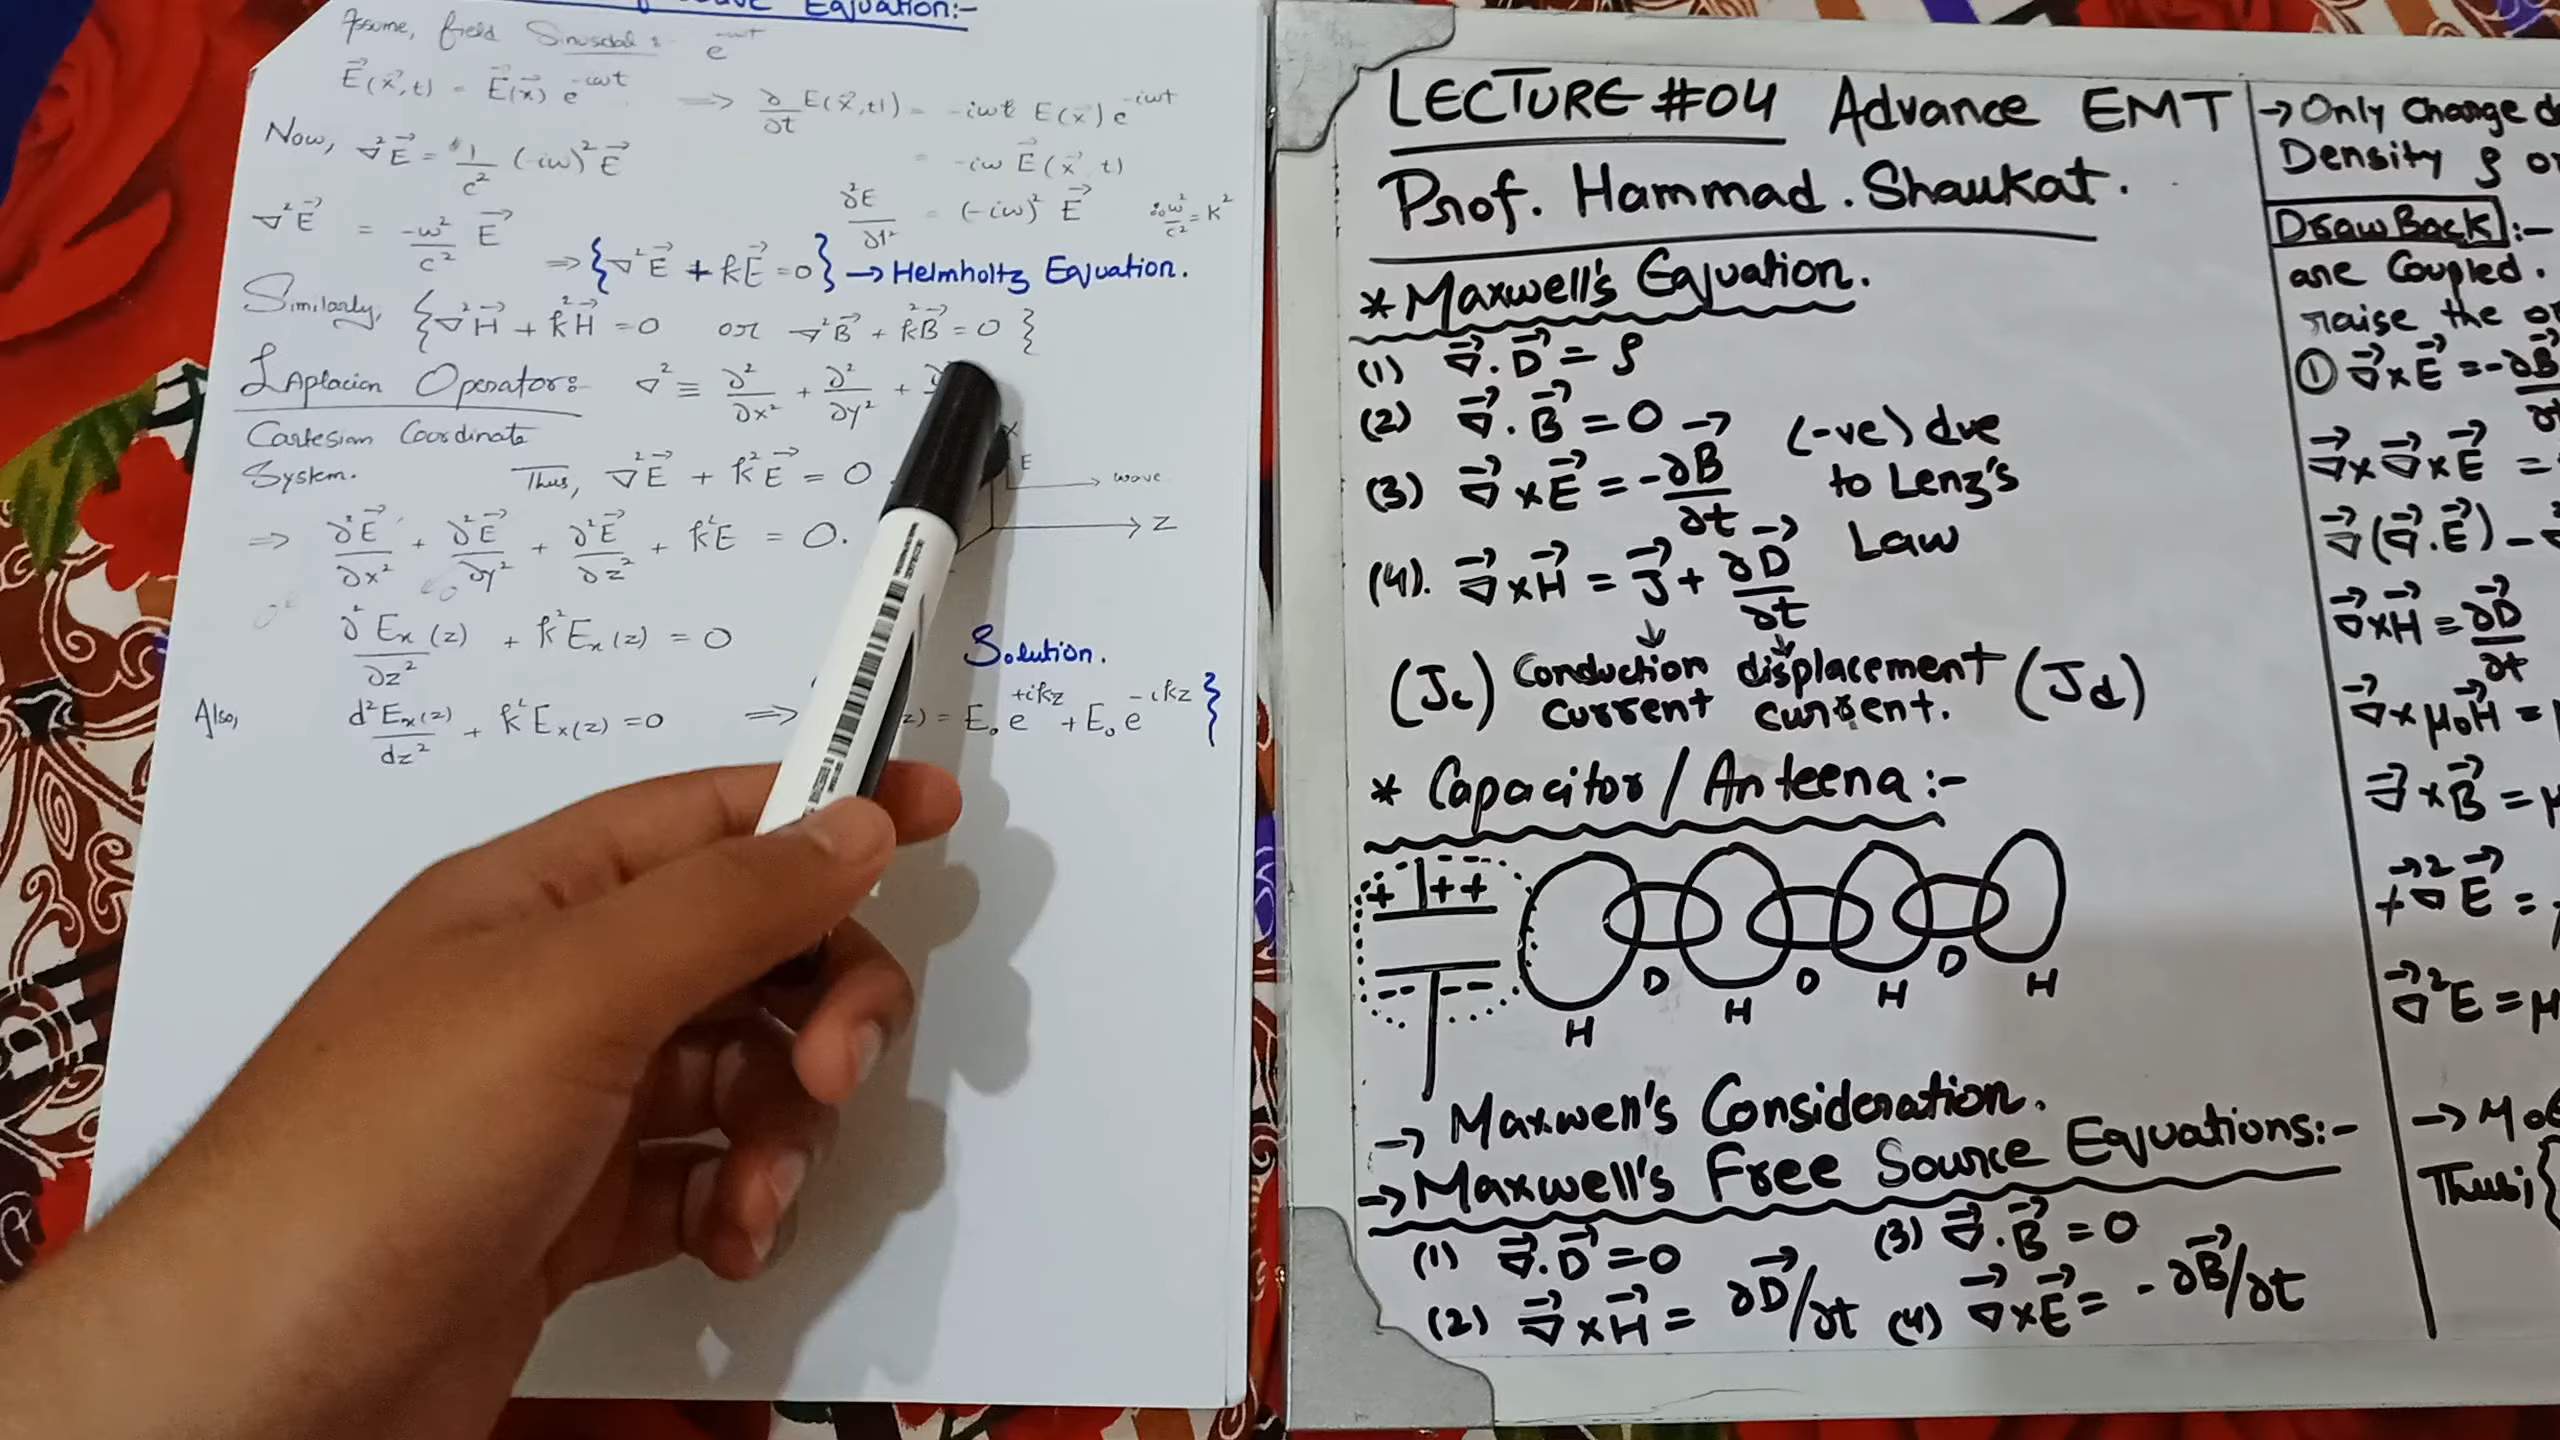 Equation:-
Assume, field Sinusoidal :- e^-iωt
E⃗(x⃗,t) = E⃗(x⃗) e^-iωt ⟹ ∂/∂t E(x⃗,t) = -iωt E(x) e^-iωt
= -iω E⃗(x⃗ t)
Now, ∇²E⃗ = 1/c² (-iω)² E⃗
∂²E/∂t² = (-iω)² E⃗ ∵ω²/c² = K²
∇²E⃗ = -ω²/c² E⃗
⇒ {∇²E⃗ + kE⃗ = 0} → Helmholtz Equation.
Similarly, {∇²H⃗ + k²H⃗ = 0 or ∇²B⃗ + k²B⃗ = 0 }
LAplacian Operator:- ∇² ≡ ∂²/∂x² + ∂²/∂y² +
Cartesian Coordinate
System. Thus, ∇²E⃗ + k²E⃗ = 0
X
E
wave
Z
⇒ ∂²E⃗/∂x² + ∂²E⃗/∂y² + ∂²E⃗/∂z² + k²E = 0.
∂²Ex(z)/∂z² + k²Ex(z) = 0
Solution.
Also, d²Ex(z)/dz² + k²Ex(z) = 0 ⟹ z) = E₀ e^+ikz + E₀ e^-ikz }
LECTURE #04 Advance EMT
Prof. Hammad. Shaukat.
* Maxwell's Equation.
(1) ∇⃗. D⃗ = ρ
(2) ∇⃗. B⃗ = 0
(3) ∇⃗ × E⃗ = -∂B⃗/∂t (-ve) due
to Lenz's
Law
(4). ∇⃗ × H⃗ = J⃗ + ∂D⃗/∂t
↓ ↓
(Jc) Conduction displacement (Jd)
current current.
* Capacitor / Anteena :-
+ ++
-- --
D D D
H H H H
→ Maxwell's Consideration.
→ Maxwell's Free Source Equations:-
(1) ∇⃗. D⃗ = 0 (3) ∇⃗. B⃗ = 0
(2) ∇⃗ × H⃗ = ∂D⃗/∂t (4) ∇⃗ × E⃗ = - ∂B⃗/∂t
→ Only Change
Density ρ
Draw Back :-
are Coupled.
raise the
① ∇⃗ × E⃗ = -∂B⃗/∂t
∇⃗ × ∇⃗ × E⃗ =
∇⃗(∇⃗. E⃗) -
∇⃗ × H⃗ = ∂D⃗/∂t
∇⃗ × μ₀H⃗ =
⇒ × B⃗ = μ
+∇⃗² E⃗ =
∇⃗² E = μ
→ μ₀
Thus; {